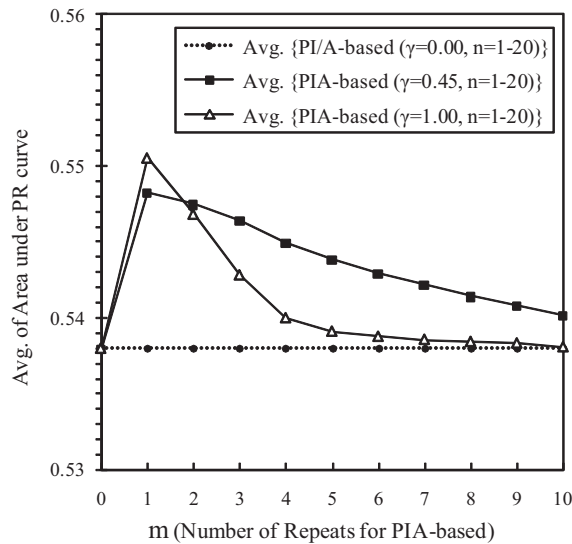 0.56
Avg. {PI/A-based (γ=0.00, n=1-20)}
Avg. {PIA-based (γ=0.45, n=1-20)}
Avg. {PIA-based (γ=1.00, n=1-20)}
0.55
0.54
0.53
Avg. of Area under PR curve
0 1 2 3 4 5 6 7 8 9 10
m (Number of Repeats for PIA-based)